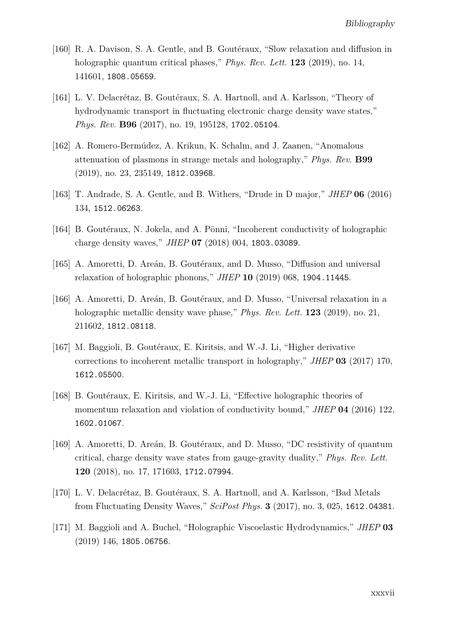 Bibliography
[160] R. A. Davison, S. A. Gentle, and B. Goutéraux, “Slow relaxation and diffusion in
holographic quantum critical phases,” Phys. Rev. Lett. 123 (2019), no. 14,
141601, 1808.05659.
[161] L. V. Delacrétaz, B. Goutéraux, S. A. Hartnoll, and A. Karlsson, “Theory of
hydrodynamic transport in fluctuating electronic charge density wave states,”
Phys. Rev. B96 (2017), no. 19, 195128, 1702.05104.
[162] A. Romero-Bermúdez, A. Krikun, K. Schalm, and J. Zaanen, “Anomalous
attenuation of plasmons in strange metals and holography,” Phys. Rev. B99
(2019), no. 23, 235149, 1812.03968.
[163] T. Andrade, S. A. Gentle, and B. Withers, “Drude in D major,” JHEP 06 (2016)
134, 1512.06263.
[164] B. Goutéraux, N. Jokela, and A. Pönni, “Incoherent conductivity of holographic
charge density waves,” JHEP 07 (2018) 004, 1803.03089.
[165] A. Amoretti, D. Areán, B. Goutéraux, and D. Musso, “Diffusion and universal
relaxation of holographic phonons,” JHEP 10 (2019) 068, 1904.11445.
[166] A. Amoretti, D. Areán, B. Goutéraux, and D. Musso, “Universal relaxation in a
holographic metallic density wave phase,” Phys. Rev. Lett. 123 (2019), no. 21,
211602, 1812.08118.
[167] M. Baggioli, B. Goutéraux, E. Kiritsis, and W.-J. Li, “Higher derivative
corrections to incoherent metallic transport in holography,” JHEP 03 (2017) 170,
1612.05500.
[168] B. Goutéraux, E. Kiritsis, and W.-J. Li, “Effective holographic theories of
momentum relaxation and violation of conductivity bound,” JHEP 04 (2016) 122,
1602.01067.
[169] A. Amoretti, D. Areán, B. Goutéraux, and D. Musso, “DC resistivity of quantum
critical, charge density wave states from gauge-gravity duality,” Phys. Rev. Lett.
120 (2018), no. 17, 171603, 1712.07994.
[170] L. V. Delacrétaz, B. Goutéraux, S. A. Hartnoll, and A. Karlsson, “Bad Metals
from Fluctuating Density Waves,” SciPost Phys. 3 (2017), no. 3, 025, 1612.04381.
[171] M. Baggioli and A. Buchel, “Holographic Viscoelastic Hydrodynamics,” JHEP 03
(2019) 146, 1805.06756.
xxxvii